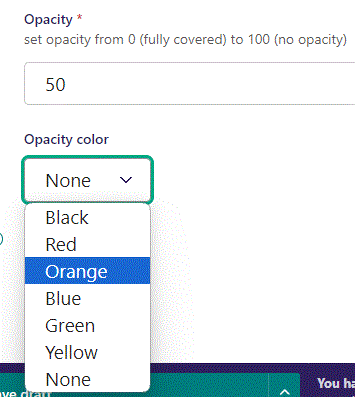 Opacity *
set opacity from 0 (fully covered) to 100 (no opacity)
50
Opacity color
None
Black
Red
Orange
Blue
Green
Yellow
None
draft
You ha